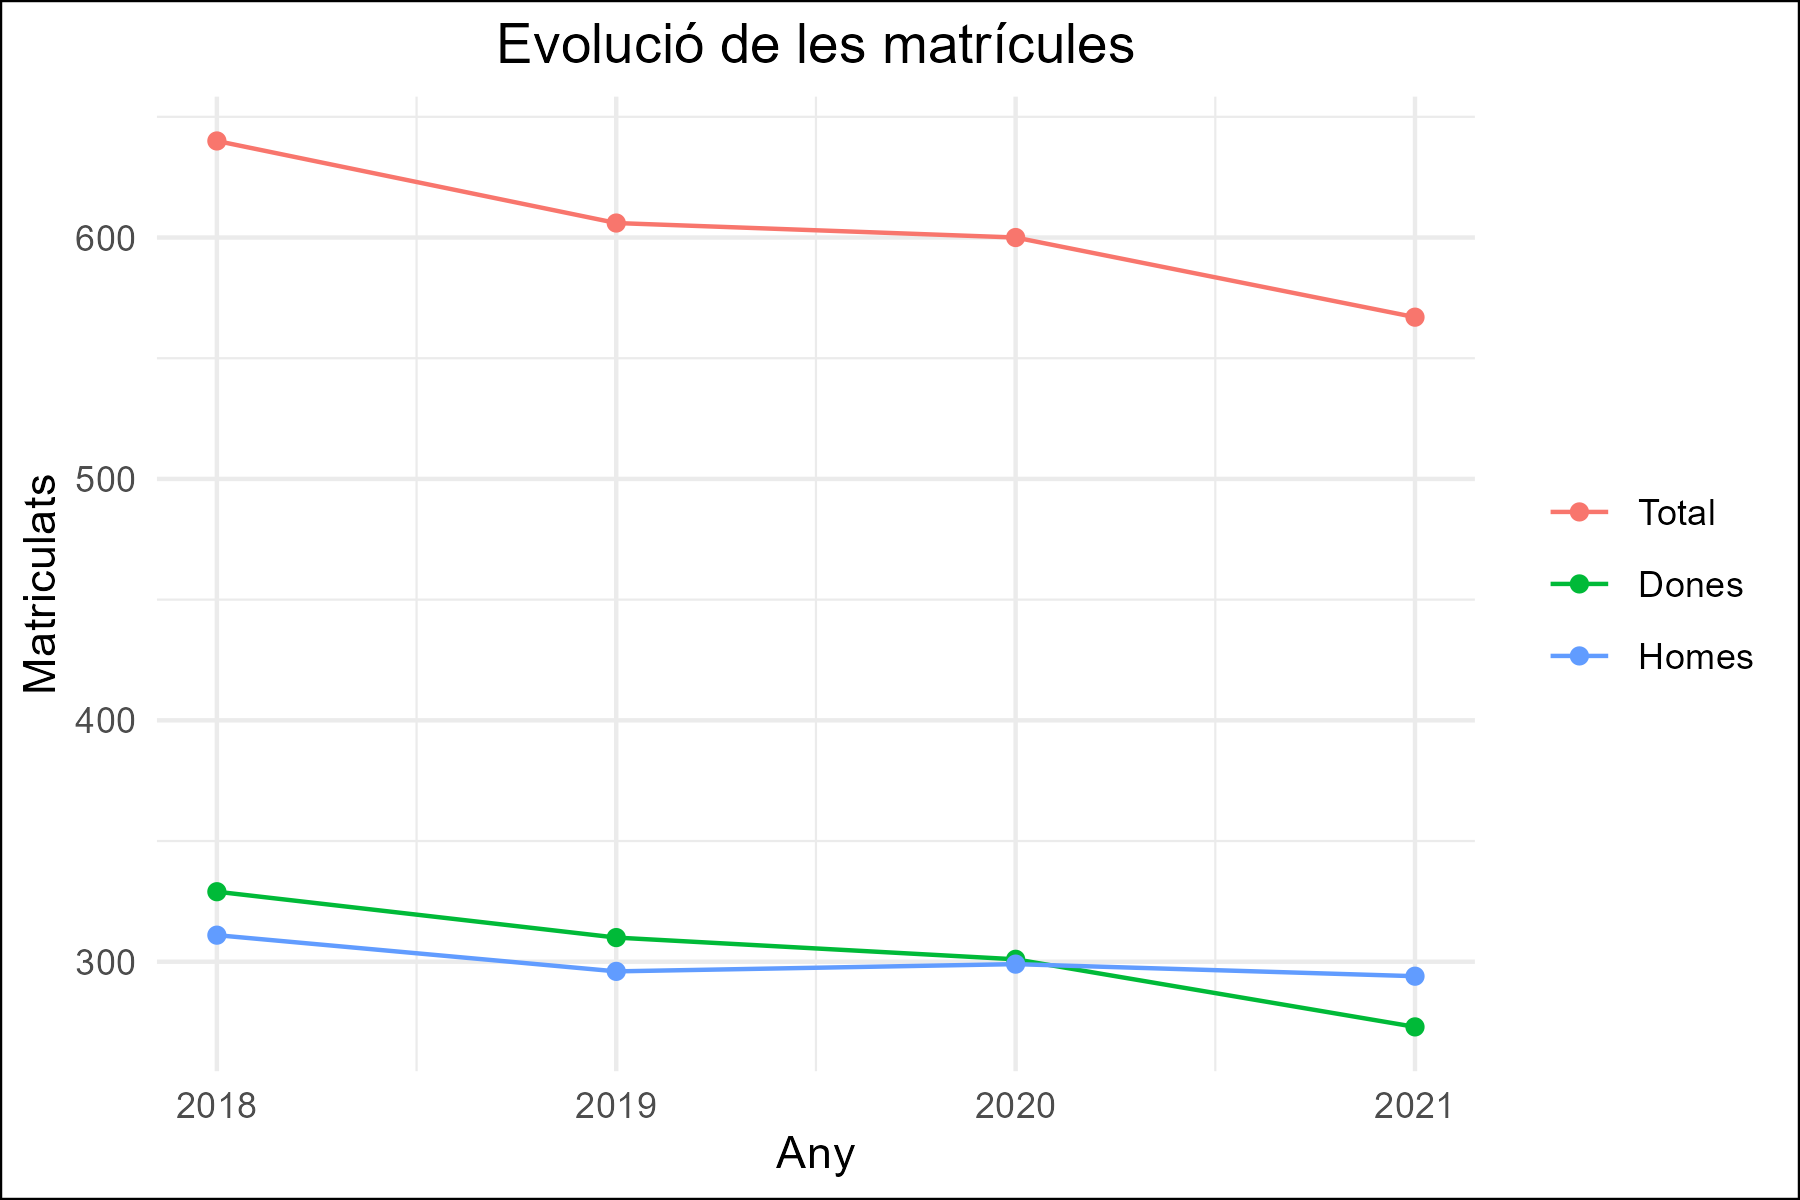 Evolució de les matrícules
Matriculats
600
500
400
300
2018
2019
2020
2021
Any
Total
Dones
Homes